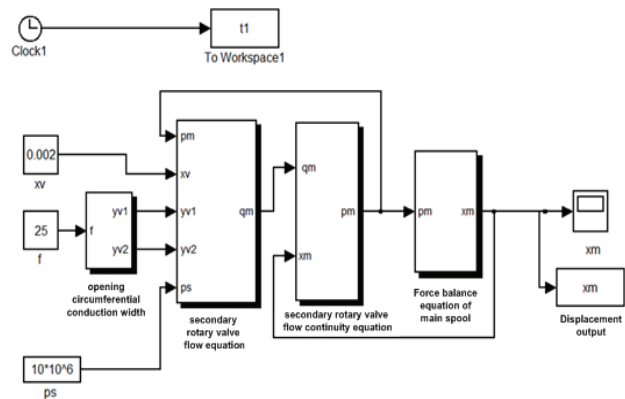 Clock1
t1
To Workspace1
0.002
xv
25
f
f
yv1
yv2
opening
circumferential
conduction width
10*10^6
ps
pm
xv
yv1
yv2
ps
qm
secondary
rotary valve
flow equation
qm
xm
pm
secondary rotary valve
flow continuity equation
pm
xm
Force balance
equation of
main spool
xm
xm
Displacement
output